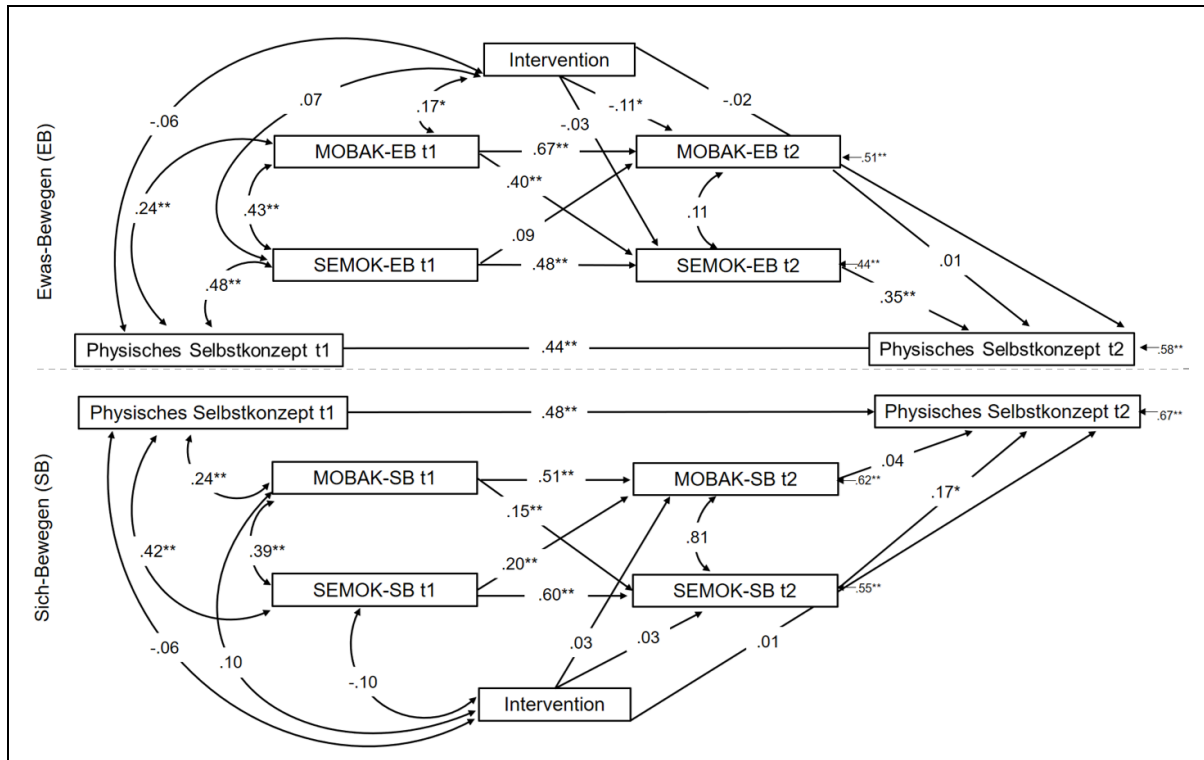 Intervention
.07
.17*
-.11*
-.02
-.06
-.03
MOBAK-EB t1
.67**
MOBAK-EB t2
.51**
.40**
.24**
.43**
.09
.11
Ewas-Bewegen (EB)
SEMOK-EB t1
.48**
SEMOK-EB t2
.44**
.01
.48**
.35**
Physisches Selbstkonzept t1
.44**
Physisches Selbstkonzept t2
.58**
Physisches Selbstkonzept t1
.48**
Physisches Selbstkonzept t2
.67**
.24**
MOBAK-SB t1
.51**
MOBAK-SB t2
.62**
.04
.15**
.17*
.42**
.39**
.20**
.81
Sich-Bewegen (SB)
SEMOK-SB t1
.60**
SEMOK-SB t2
.55**
-.06
.10
-.10
.03
.03
.01
Intervention